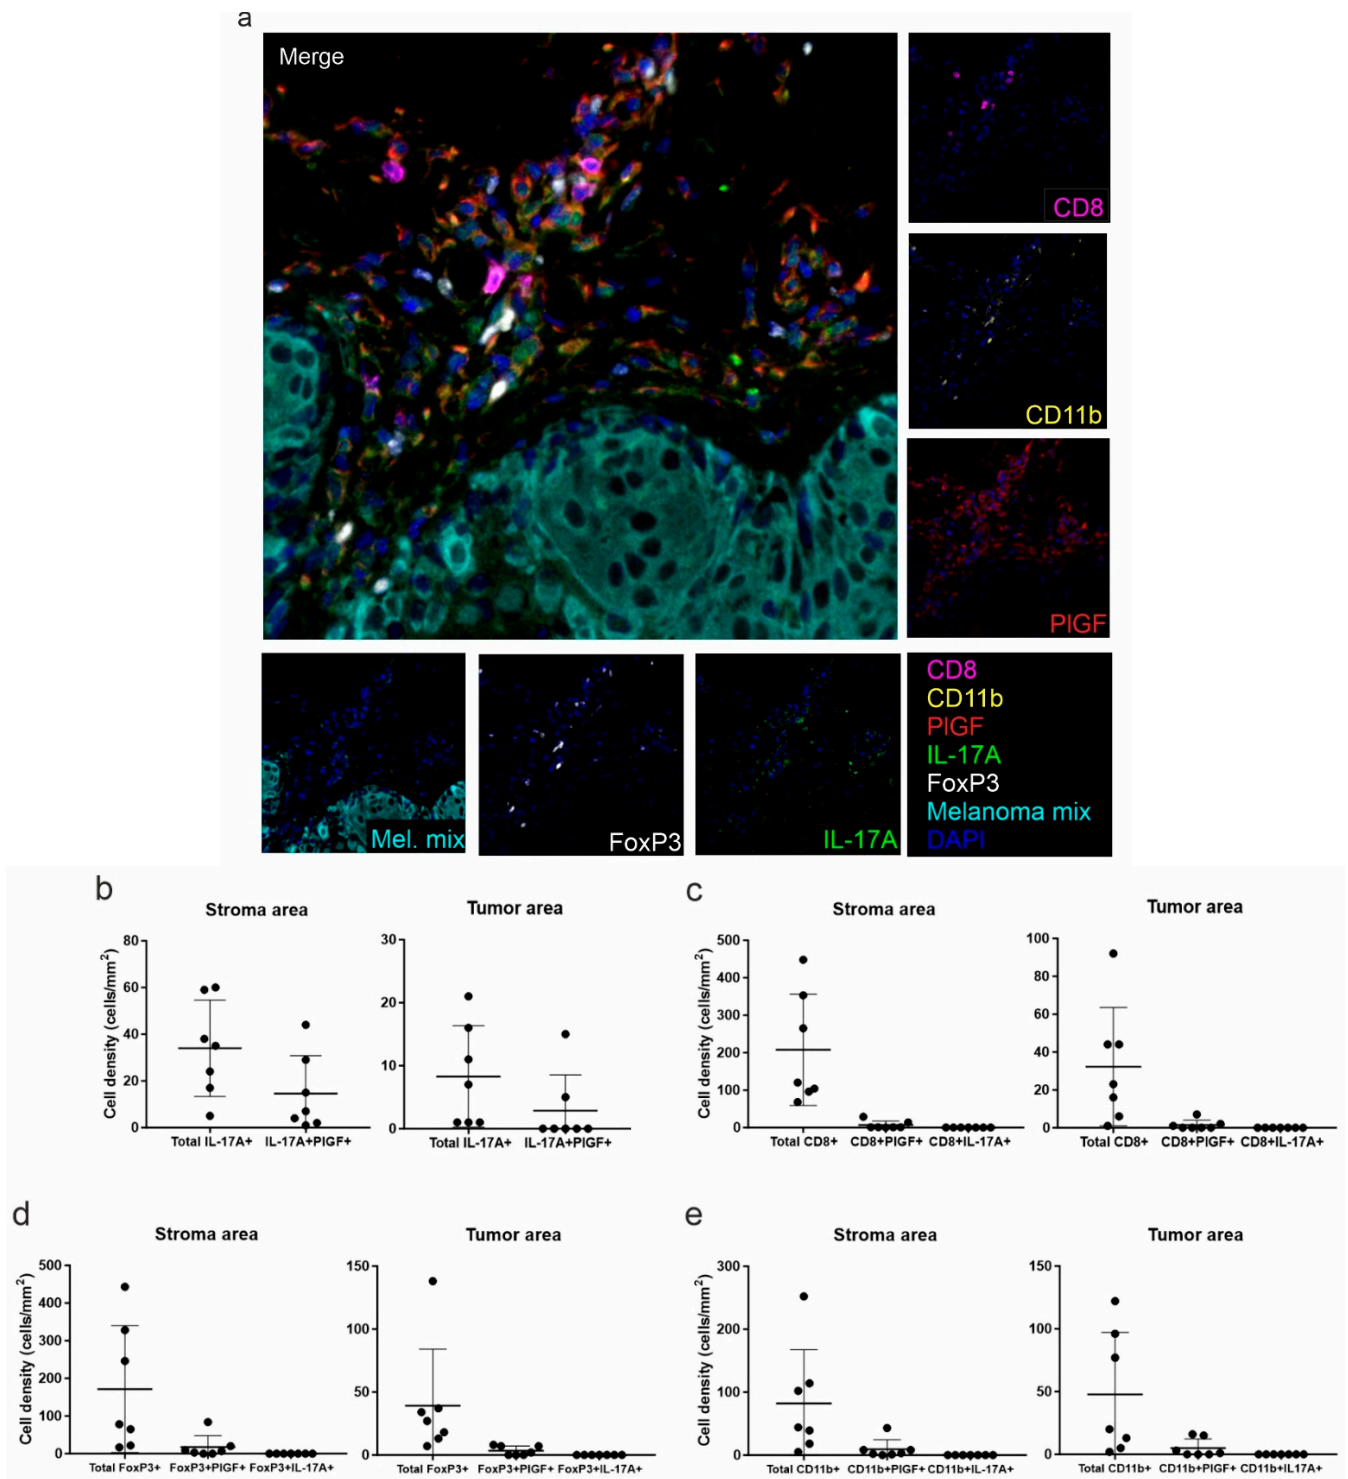 a
Merge
CD8
CD11b
PlGF
Mel. mix
FoxP3
IL-17A
CD8
CD11b
PlGF
IL-17A
FoxP3
Melanoma mix
DAPI
b
Stroma area
Tumor area
Cell density (cells/mm²)
80
60
40
20
0
Total IL-17A+
IL-17A+PlGF+
30
20
10
0
Total IL-17A+
IL-17A+PlGF+
c
Stroma area
Tumor area
Cell density (cells/mm²)
500
400
300
200
100
0
Total CD8+
CD8+PlGF+
CD8+IL-17A+
100
80
60
40
20
0
Total CD8+
CD8+PlGF+
CD8+IL-17A+
d
Stroma area
Tumor area
Cell density (cells/mm²)
500
400
300
200
100
0
Total FoxP3+
FoxP3+PlGF+
FoxP3+IL-17A+
150
100
50
0
Total FoxP3+
FoxP3+PlGF+
FoxP3+IL-17A+
e
Stroma area
Tumor area
Cell density (cells/mm²)
300
200
100
0
Total CD11b+
CD11b+PlGF+
CD11b+IL-17A+
150
100
50
0
Total CD11b+
CD11b+PlGF+
CD11b+IL17A+